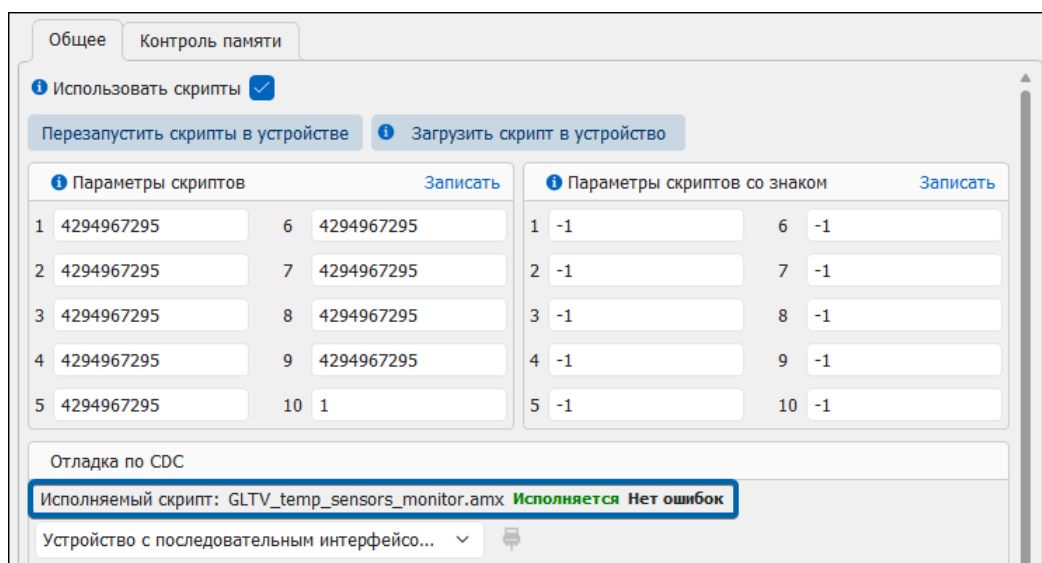 Общее Контроль памяти
Использовать скрипты
Перезапустить скрипты в устройстве Загрузить скрипт в устройство
Параметры скриптов Записать Параметры скриптов со знаком Записать
1 4294967295 6 4294967295 1 -1 6 -1
2 4294967295 7 4294967295 2 -1 7 -1
3 4294967295 8 4294967295 3 -1 8 -1
4 4294967295 9 4294967295 4 -1 9 -1
5 4294967295 10 1 5 -1 10 -1
Отладка по CDC
Исполняемый скрипт: GLTV_temp_sensors_monitor.amx Исполняется Нет ошибок
Устройство с последовательным интерфейсо...